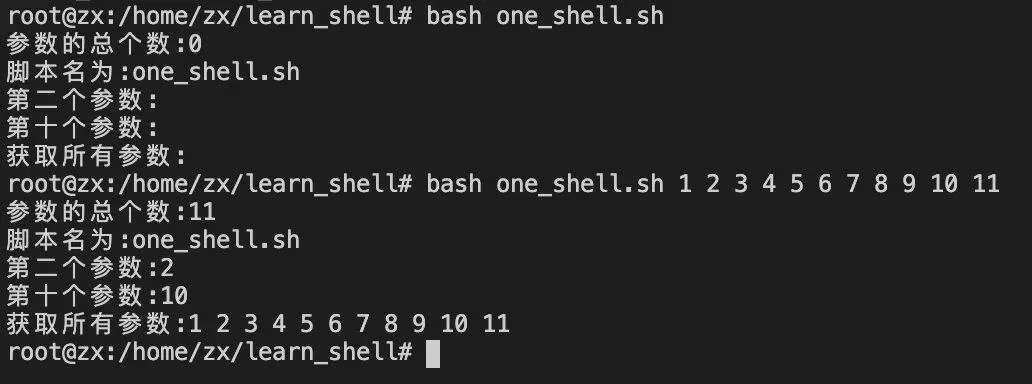 root@zx:/home/zx/learn_shell# bash one_shell.sh
参数的总个数:0
脚本名为:one_shell.sh
第二个参数:
第十个参数:
获取所有参数:
root@zx:/home/zx/learn_shell# bash one_shell.sh 1 2 3 4 5 6 7 8 9 10 11
参数的总个数:11
脚本名为:one_shell.sh
第二个参数:2
第十个参数:10
获取所有参数:1 2 3 4 5 6 7 8 9 10 11
root@zx:/home/zx/learn_shell#